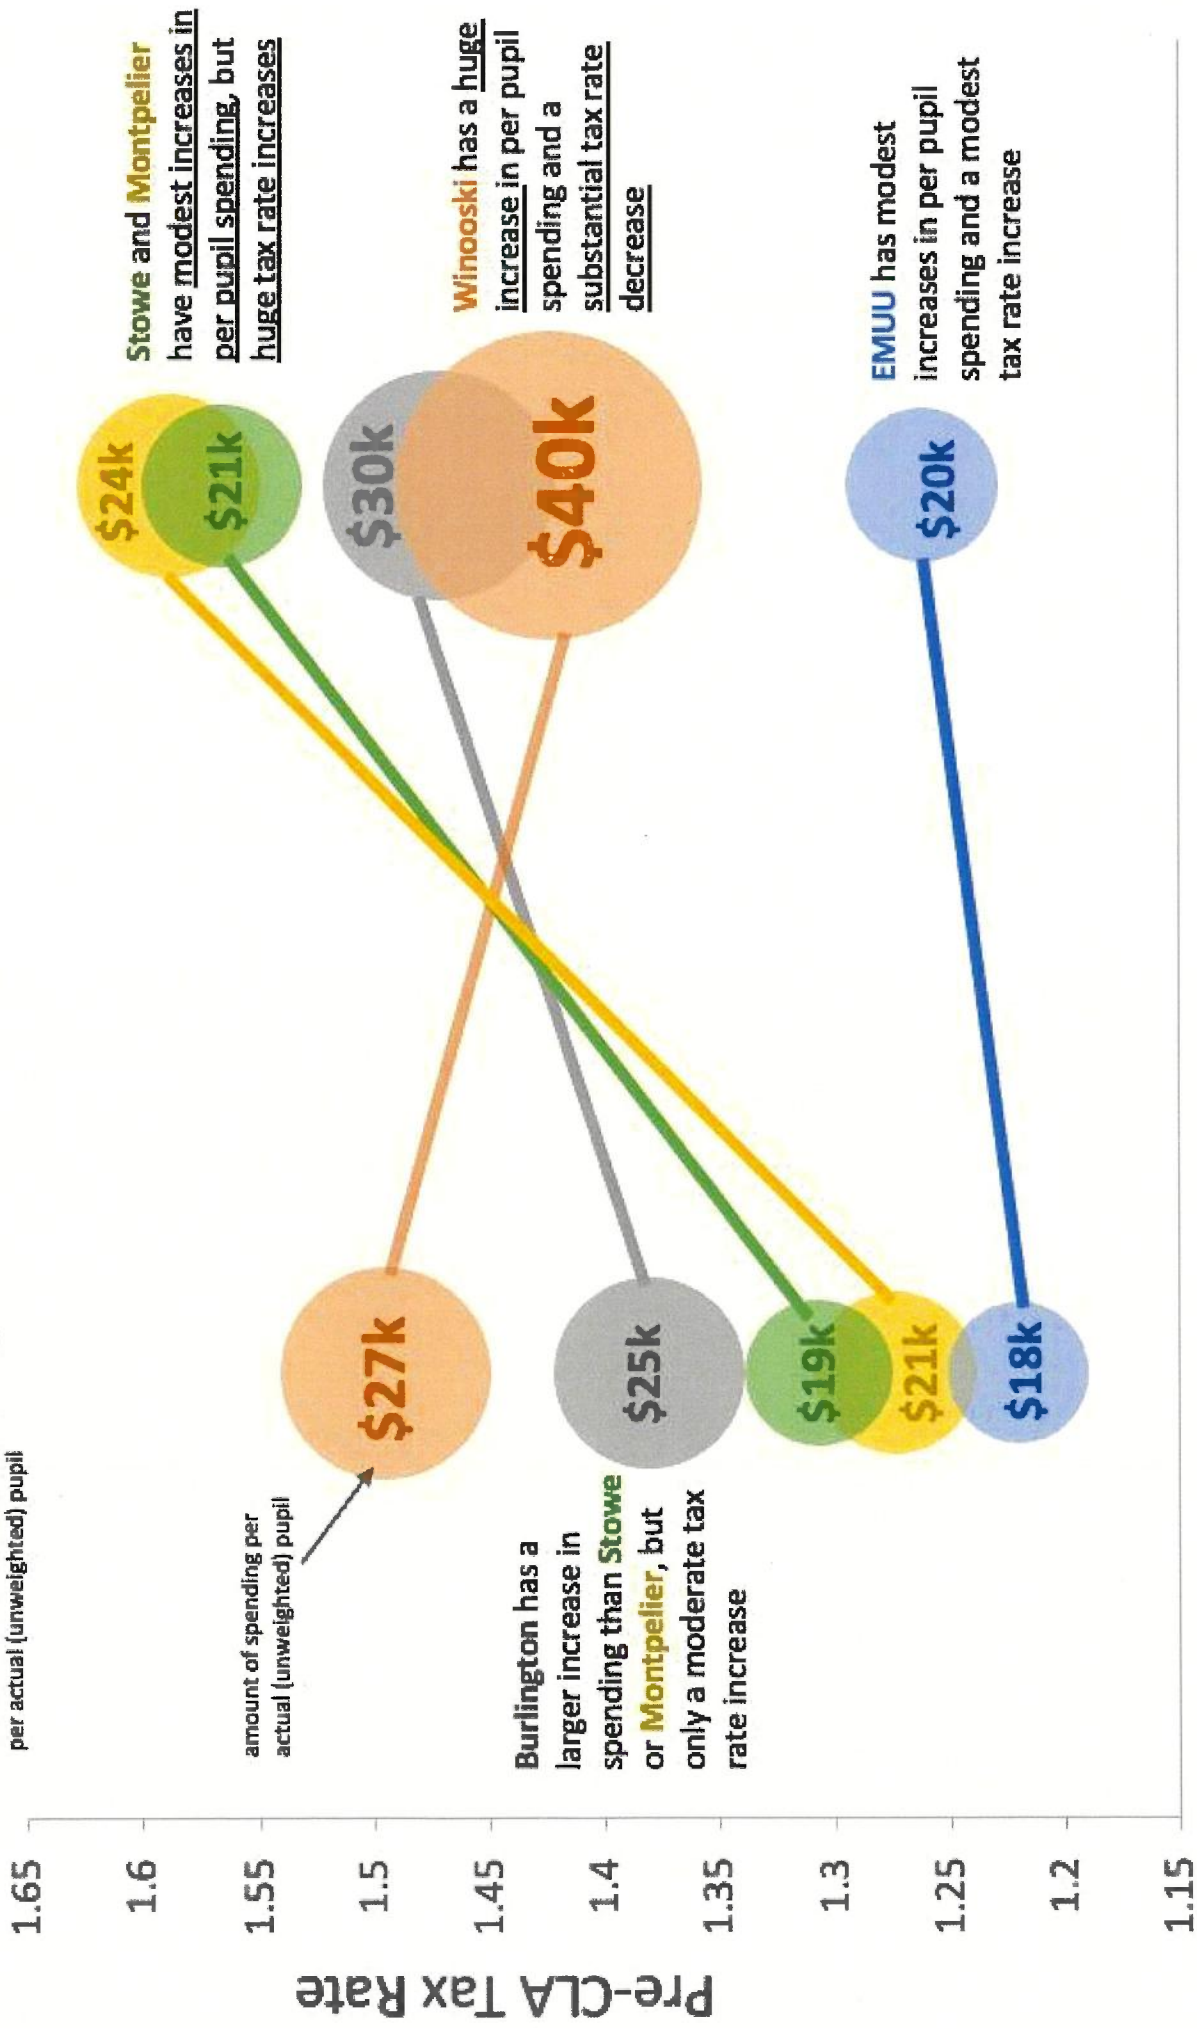 per actual (unweighted) pupil
amount of spending per
actual (unweighted) pupil
Stowe and Montpelier
have modest increases in
per pupil spending, but
huge tax rate increases
Winooski has a huge
increase in per pupil
spending and a
substantial tax rate
decrease
EMUU has modest
increases in per pupil
spending and a modest
tax rate increase
Burlington has a
larger increase in
spending than Stowe
or Montpelier, but
only a moderate tax
rate increase
$27k
$25k
$19k
$21k
$18k
$24k
$21k
$30k
$40k
$20k
Pre-CLA Tax Rate
1.65
1.6
1.55
1.5
1.45
1.4
1.35
1.3
1.25
1.2
1.15